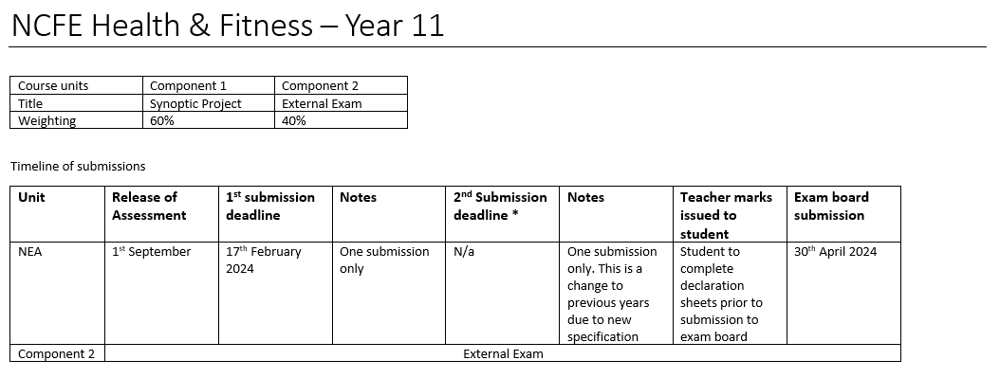 NCFE Health & Fitness – Year 11
Course units Component 1 Component 2
Title Synoptic Project External Exam
Weighting 60% 40%
Timeline of submissions
Unit Release of Assessment 1st submission deadline Notes 2nd Submission deadline * Notes Teacher marks issued to student Exam board submission
NEA 1st September 17th February 2024 One submission only N/a One submission only. This is a change to previous years due to new specification Student to complete declaration sheets prior to submission to exam board 30th April 2024
Component 2 External Exam